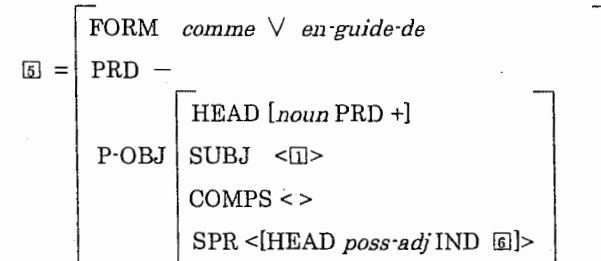 FORM comme ∨ en-guide-de
[5] = PRD −
HEAD [noun PRD +]
P-OBJ SUBJ <[1]>
COMPS < >
SPR <[HEAD poss-adj IND [6]]>